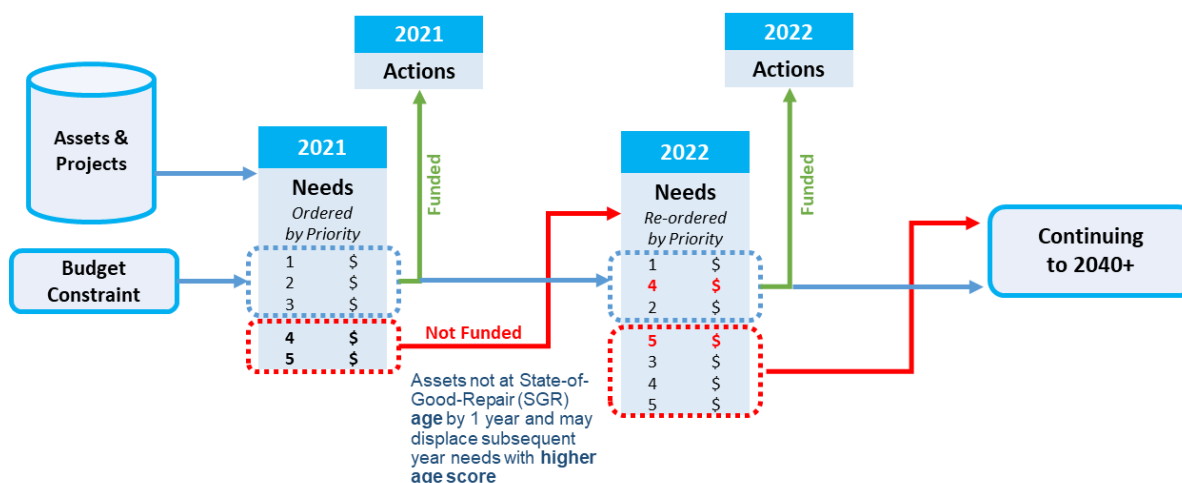 Assets &
Projects
Budget
Constraint
2021
Needs
Ordered
by Priority
1 $
2 $
3 $
4 $
5 $
2021
Actions
Funded
Not Funded
Assets not at State-of-
Good-Repair (SGR)
age by 1 year and may
displace subsequent
year needs with higher
age score
2022
Needs
Re-ordered
by Priority
1 $
4 $
2 $
5 $
3 $
4 $
5 $
2022
Actions
Funded
Continuing
to 2040+